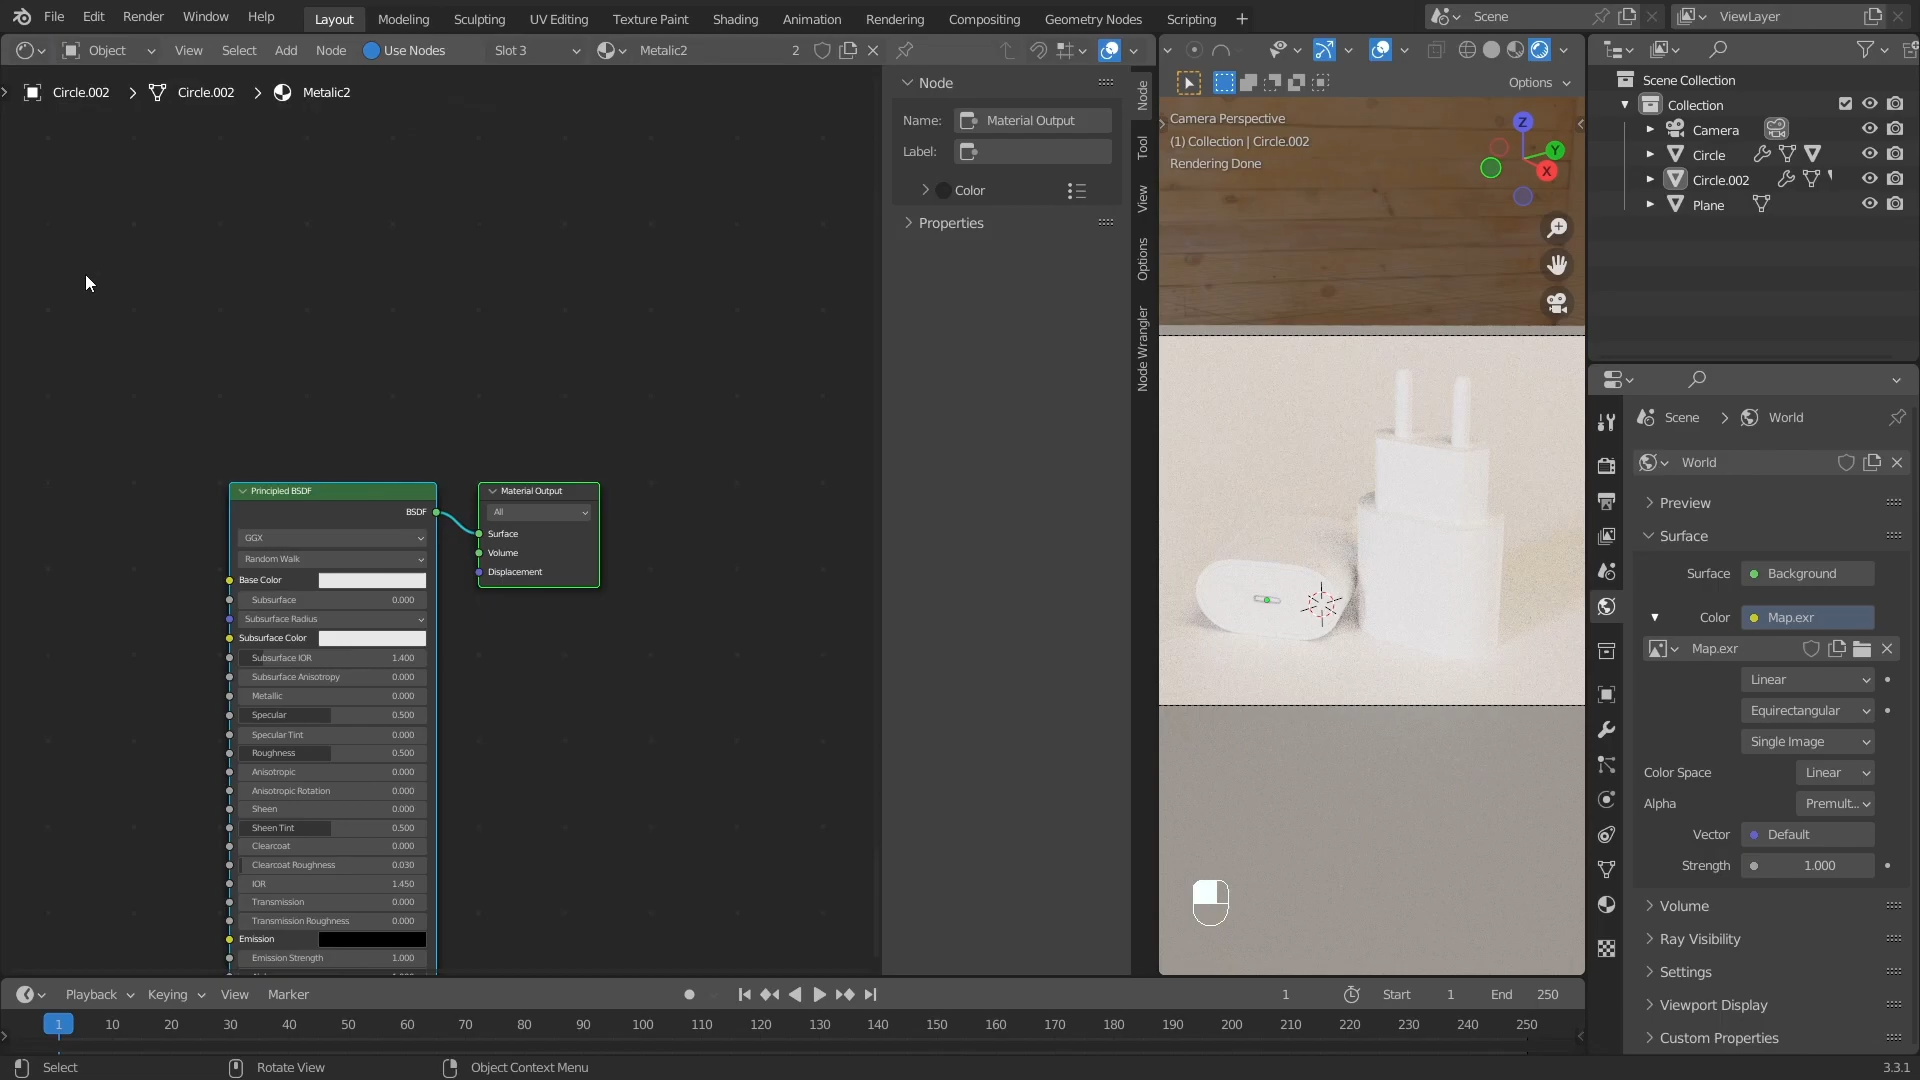 File Edit Render Window Help Layout Modeling Sculpting UV Editing Texture Paint Shading Animation Rendering Compositing Geometry Nodes Scripting Scene ViewLayer
Object View Select Add Node Use Nodes Slot 3 Metalic2 2
Options
Circle.002 Circle.002 Metalic2
Node
Name: Material Output
Label:
Color
Properties
Node
Tool
View
Options
Node Wrangler
Principled BSDF
BSDF
GGX
Random Walk
Base Color
Subsurface 0.000
Subsurface Radius
Subsurface Color
Subsurface IOR 1.400
Subsurface Anisotropy 0.000
Metallic 0.000
Specular 0.500
Specular Tint 0.000
Roughness 0.500
Anisotropic 0.000
Anisotropic Rotation 0.000
Sheen 0.000
Sheen Tint 0.500
Clearcoat 0.000
Clearcoat Roughness 0.030
IOR 1.450
Transmission 0.000
Transmission Roughness 0.000
Emission
Emission Strength 1.000
Material Output
All
Surface
Volume
Displacement
Camera Perspective
(1) Collection | Circle.002
Rendering Done
Z
Y
X
Scene Collection
Collection
Camera
Circle
Circle.002
Plane
Scene World
World
Preview
Surface
Surface Background
Color Map.exr
Map.exr
Linear
Equirectangular
Single Image
Color Space Linear
Alpha Premult...
Vector Default
Strength 1.000
Volume
Ray Visibility
Settings
Viewport Display
Custom Properties
Playback Keying View Marker 1 Start 1 End 250
1 10 20 30 40 50 60 70 80 90 100 110 120 130 140 150 160 170 180 190 200 210 220 230 240 250
Select Rotate View Object Context Menu 3.3.1